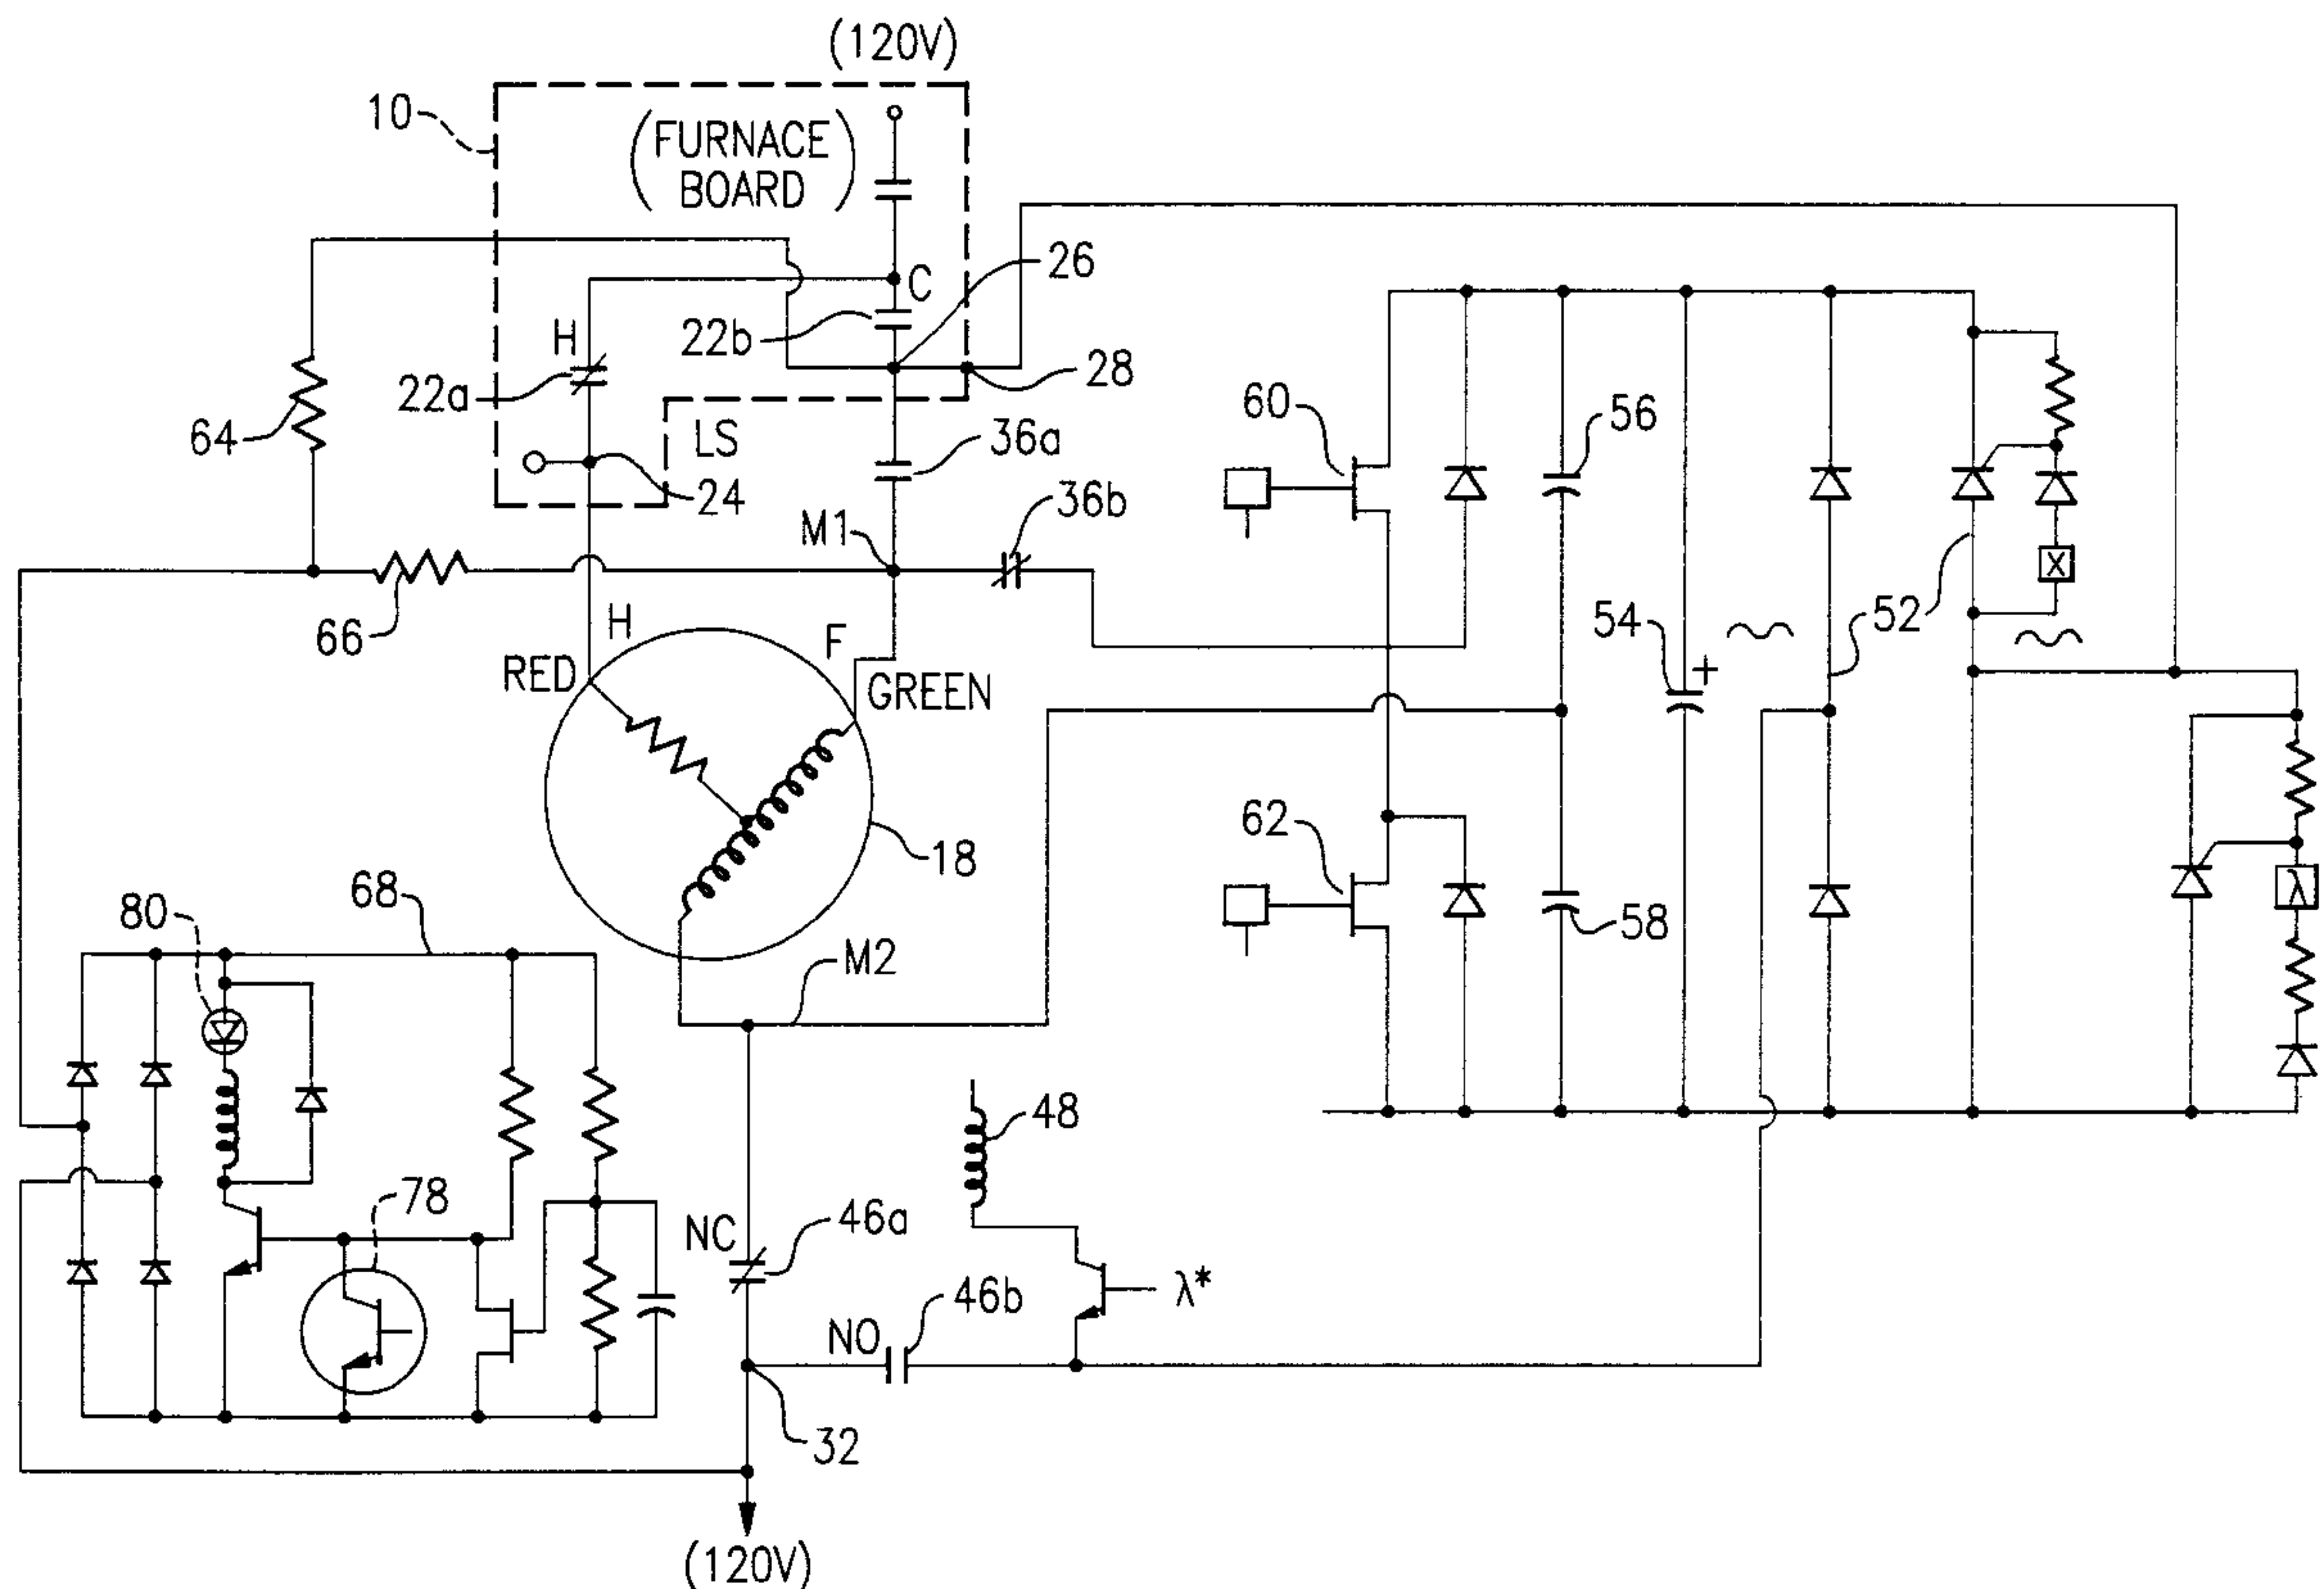 (120V)
10
(FURNACE
BOARD)
C
26
H
22b
22a
28
64
LS
36a
60
56
24
36b
M1
X
54
52
66
H
F
RED
GREEN
+
62
18
80
68
58
M2
λ
48
78
NC
46a
46b
λ*
NO
32
(120V)